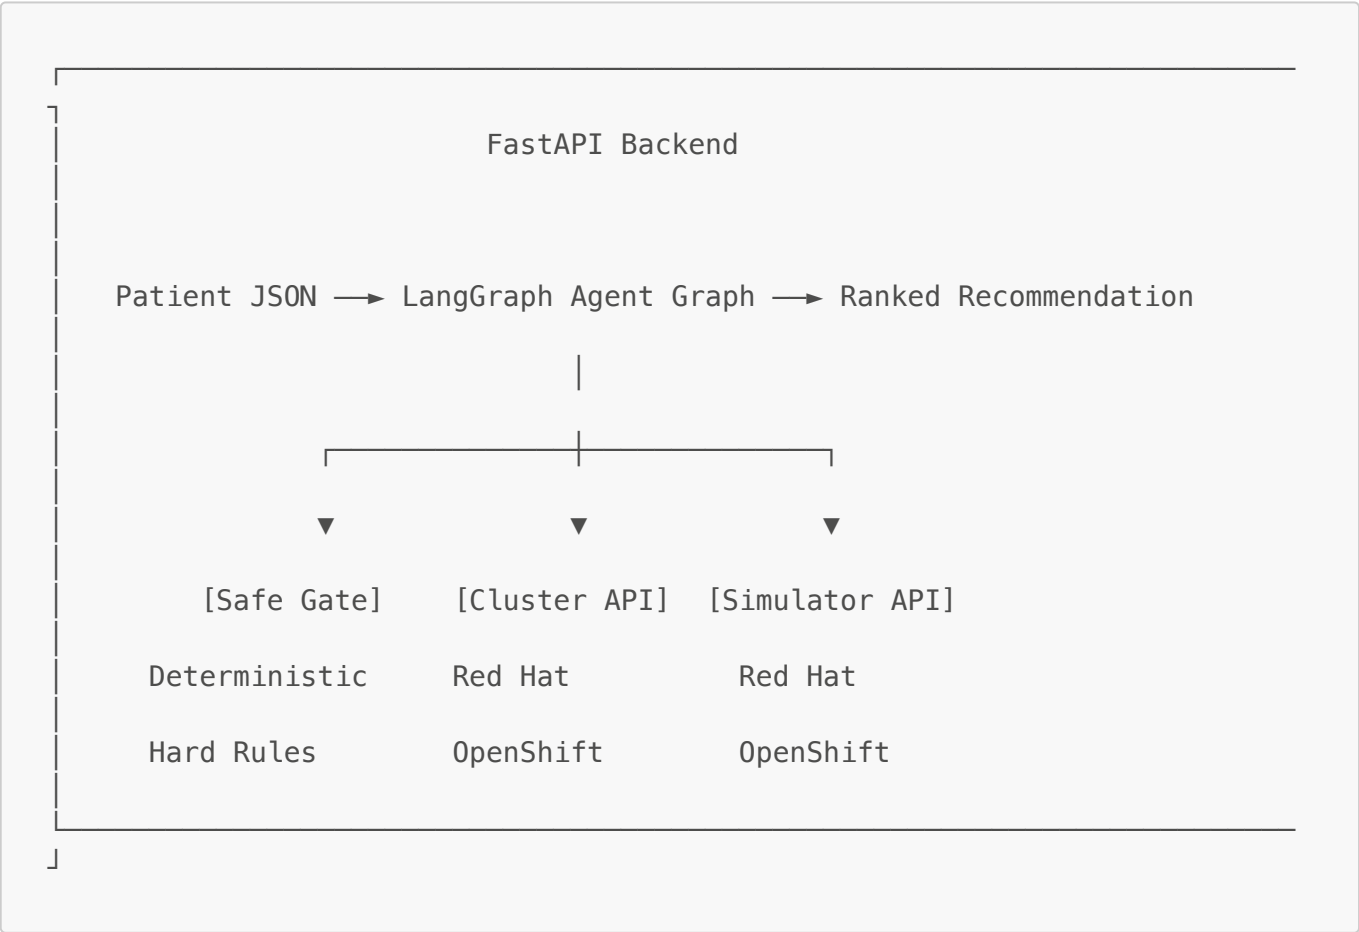 FastAPI Backend
Patient JSON ──► LangGraph Agent Graph ──► Ranked Recommendation
[Safe Gate] [Cluster API] [Simulator API]
Deterministic Red Hat Red Hat
Hard Rules OpenShift OpenShift